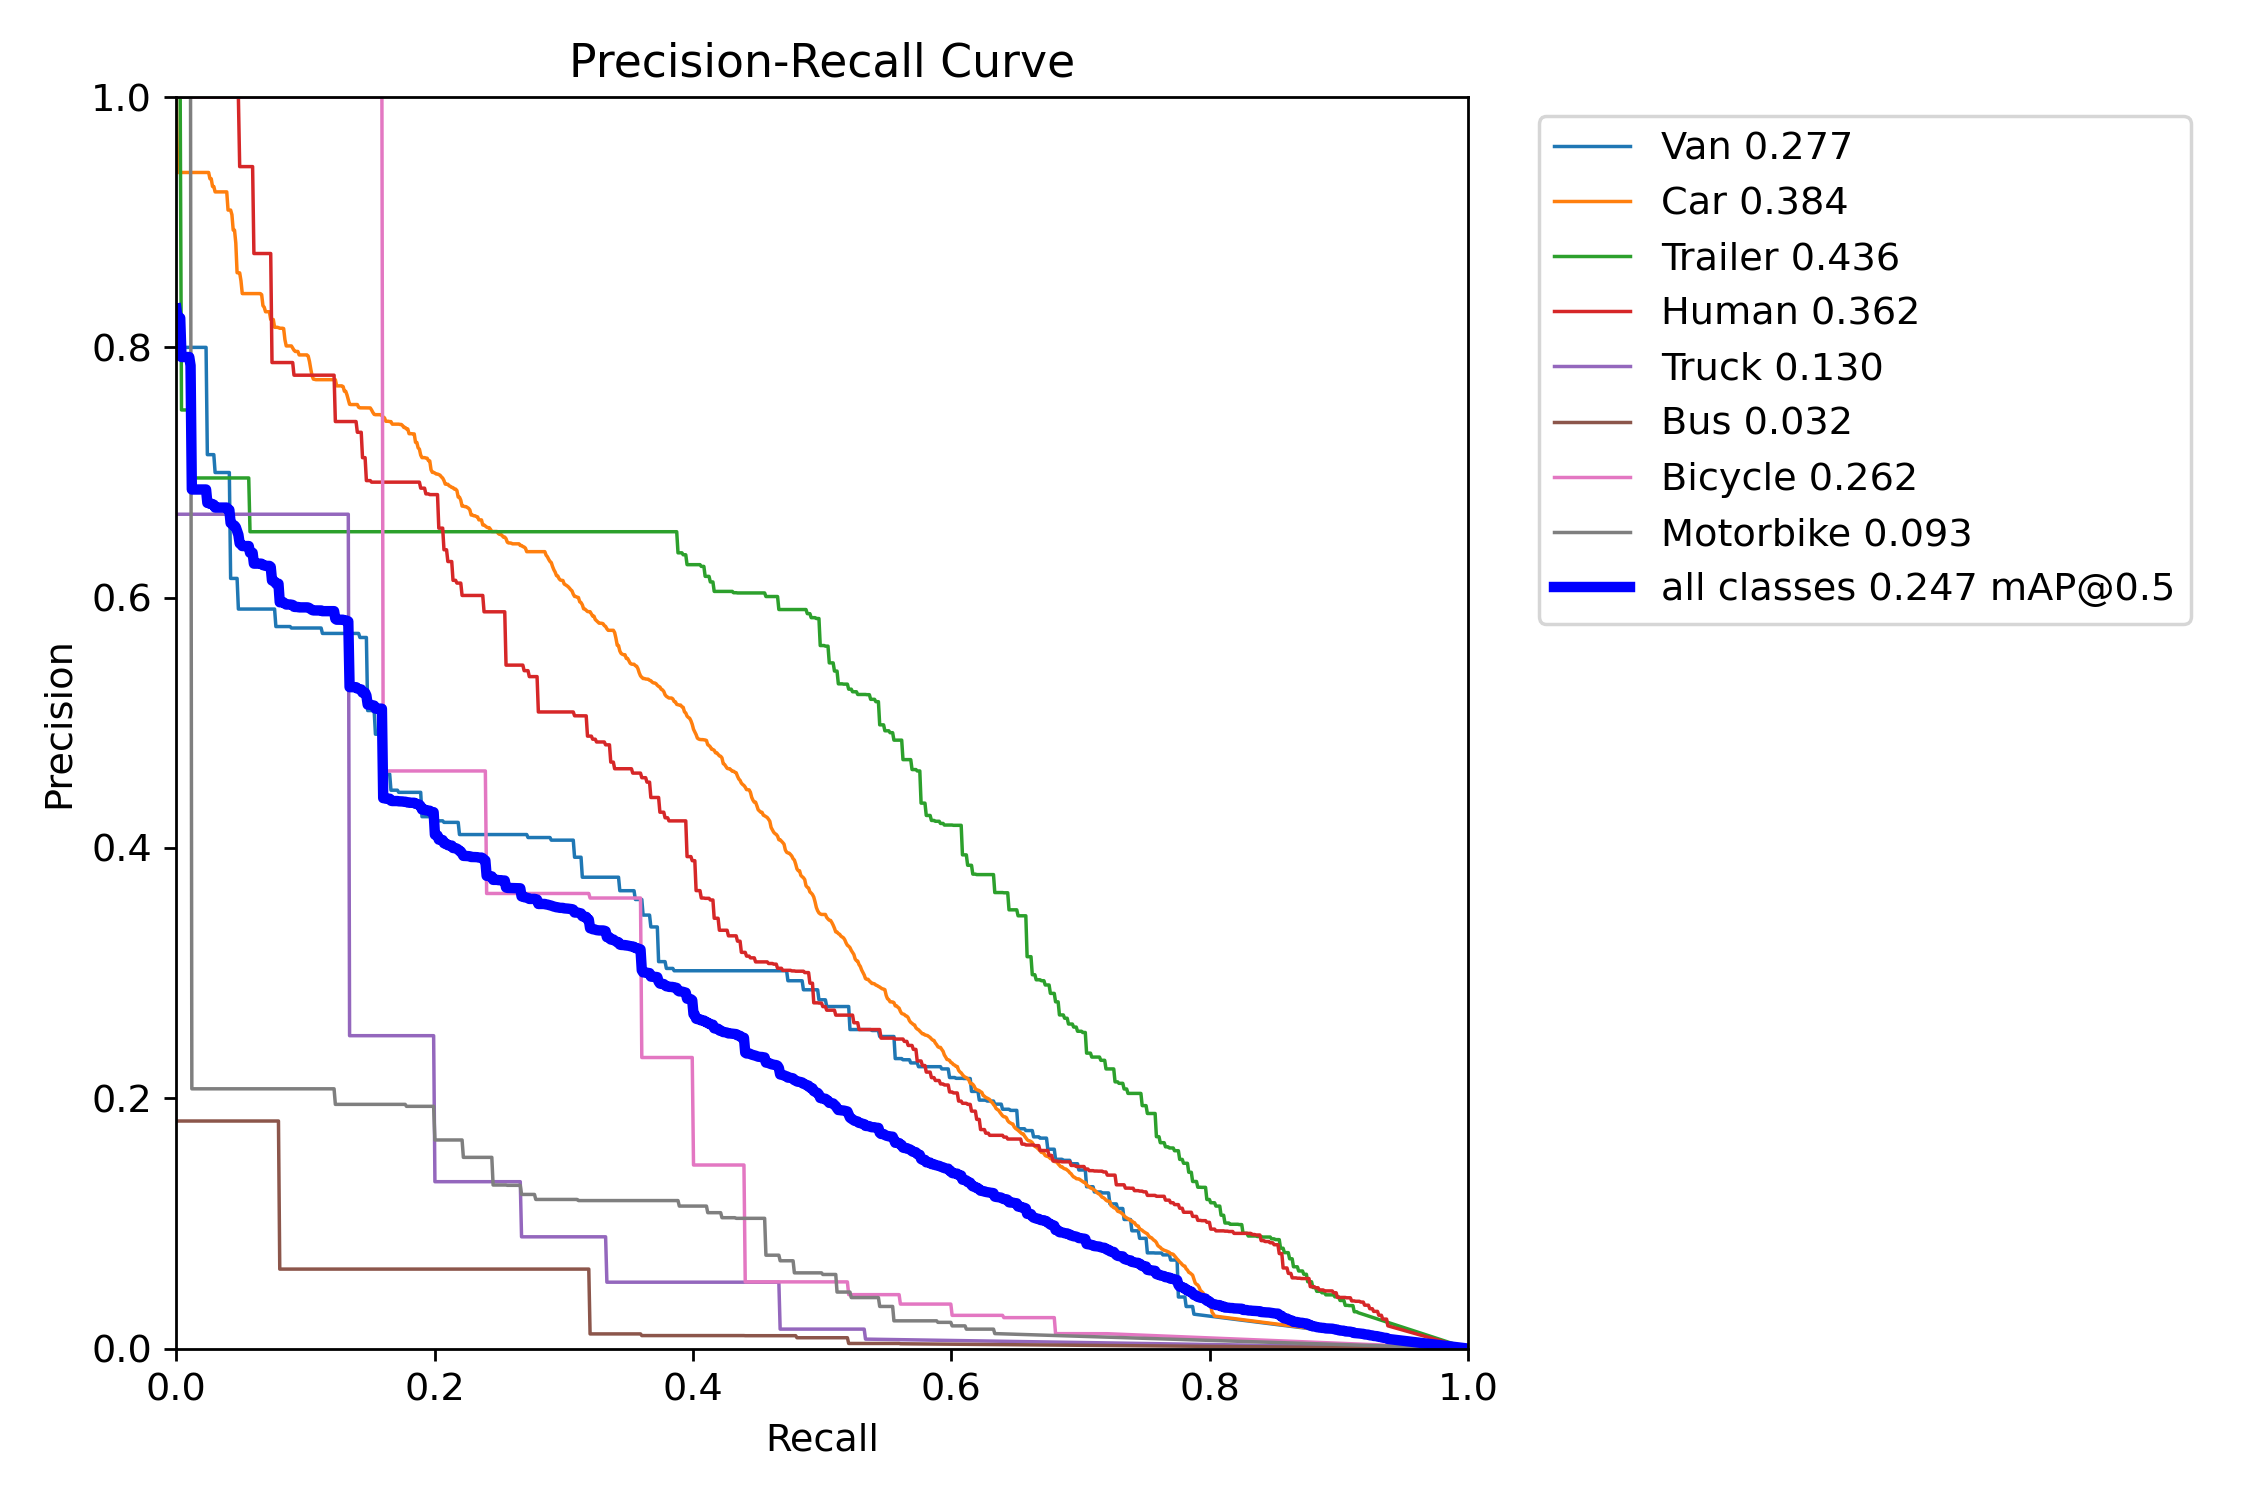 Precision-Recall Curve
1.0
0.8
0.6
0.4
0.2
0.0
Precision
0.0 0.2 0.4 0.6 0.8 1.0
Recall
Van 0.277
Car 0.384
Trailer 0.436
Human 0.362
Truck 0.130
Bus 0.032
Bicycle 0.262
Motorbike 0.093
all classes 0.247 mAP@0.5